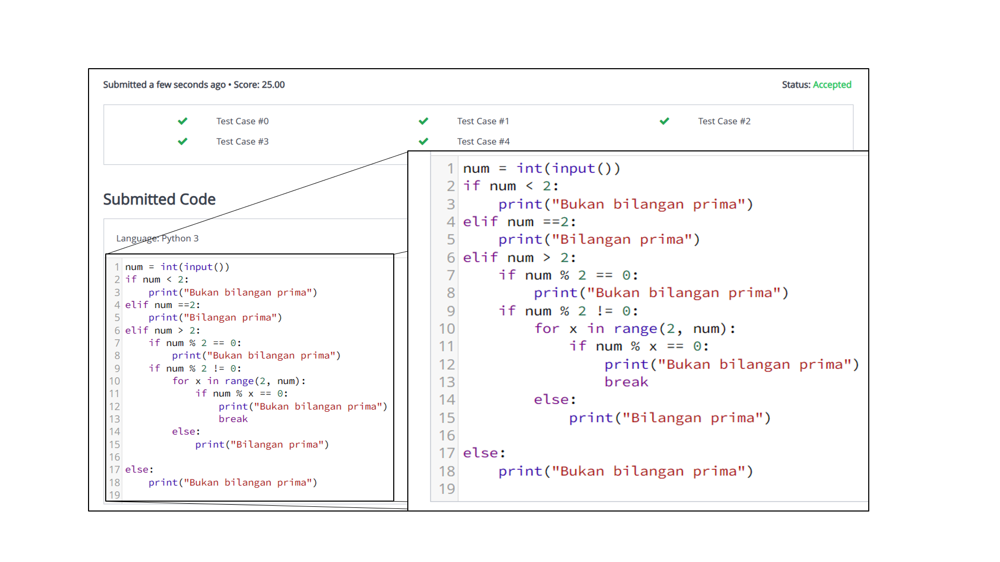 Submitted a few seconds ago • Score: 25.00
Status: Accepted
Test Case #0
Test Case #1
Test Case #2
Test Case #3
Test Case #4
Submitted Code
Language: Python 3
1 num = int(input())
2 if num < 2:
3     print("Bukan bilangan prima")
4 elif num ==2:
5     print("Bilangan prima")
6 elif num > 2:
7     if num % 2 == 0:
8         print("Bukan bilangan prima")
9     if num % 2 != 0:
10         for x in range(2, num):
11             if num % x == 0:
12                 print("Bukan bilangan prima")
13                 break
14         else:
15             print("Bilangan prima")
16
17 else:
18     print("Bukan bilangan prima")
19
1 num = int(input())
2 if num < 2:
3     print("Bukan bilangan prima")
4 elif num ==2:
5     print("Bilangan prima")
6 elif num > 2:
7     if num % 2 == 0:
8         print("Bukan bilangan prima")
9     if num % 2 != 0:
10         for x in range(2, num):
11             if num % x == 0:
12                 print("Bukan bilangan prima")
13                 break
14         else:
15             print("Bilangan prima")
16
17 else:
18     print("Bukan bilangan prima")
19